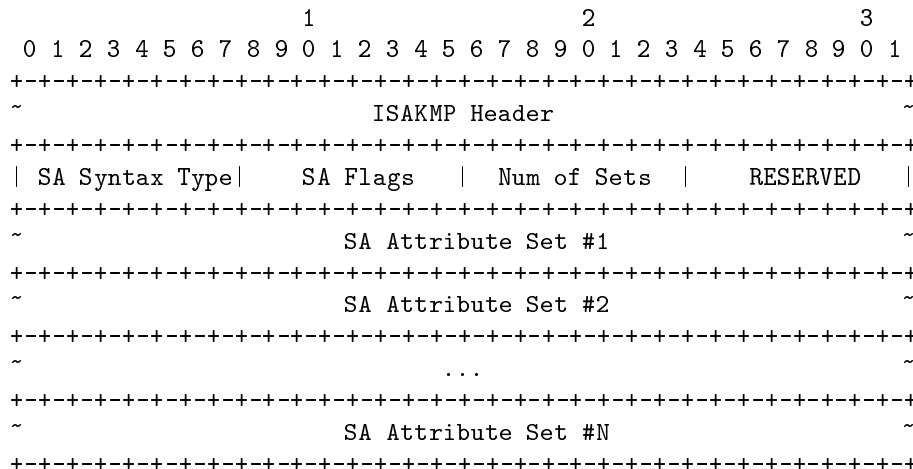 1                   2                   3
 0 1 2 3 4 5 6 7 8 9 0 1 2 3 4 5 6 7 8 9 0 1 2 3 4 5 6 7 8 9 0 1
+-+-+-+-+-+-+-+-+-+-+-+-+-+-+-+-+-+-+-+-+-+-+-+-+-+-+-+-+-+-+-+-+
~                         ISAKMP Header                         ~
+-+-+-+-+-+-+-+-+-+-+-+-+-+-+-+-+-+-+-+-+-+-+-+-+-+-+-+-+-+-+-+-+
| SA Syntax Type|    SA Flags   |  Num of Sets  |    RESERVED   |
+-+-+-+-+-+-+-+-+-+-+-+-+-+-+-+-+-+-+-+-+-+-+-+-+-+-+-+-+-+-+-+-+
~                       SA Attribute Set #1                     ~
+-+-+-+-+-+-+-+-+-+-+-+-+-+-+-+-+-+-+-+-+-+-+-+-+-+-+-+-+-+-+-+-+
~                       SA Attribute Set #2                     ~
+-+-+-+-+-+-+-+-+-+-+-+-+-+-+-+-+-+-+-+-+-+-+-+-+-+-+-+-+-+-+-+-+
~                              ...                              ~
+-+-+-+-+-+-+-+-+-+-+-+-+-+-+-+-+-+-+-+-+-+-+-+-+-+-+-+-+-+-+-+-+
~                       SA Attribute Set #N                     ~
+-+-+-+-+-+-+-+-+-+-+-+-+-+-+-+-+-+-+-+-+-+-+-+-+-+-+-+-+-+-+-+-+